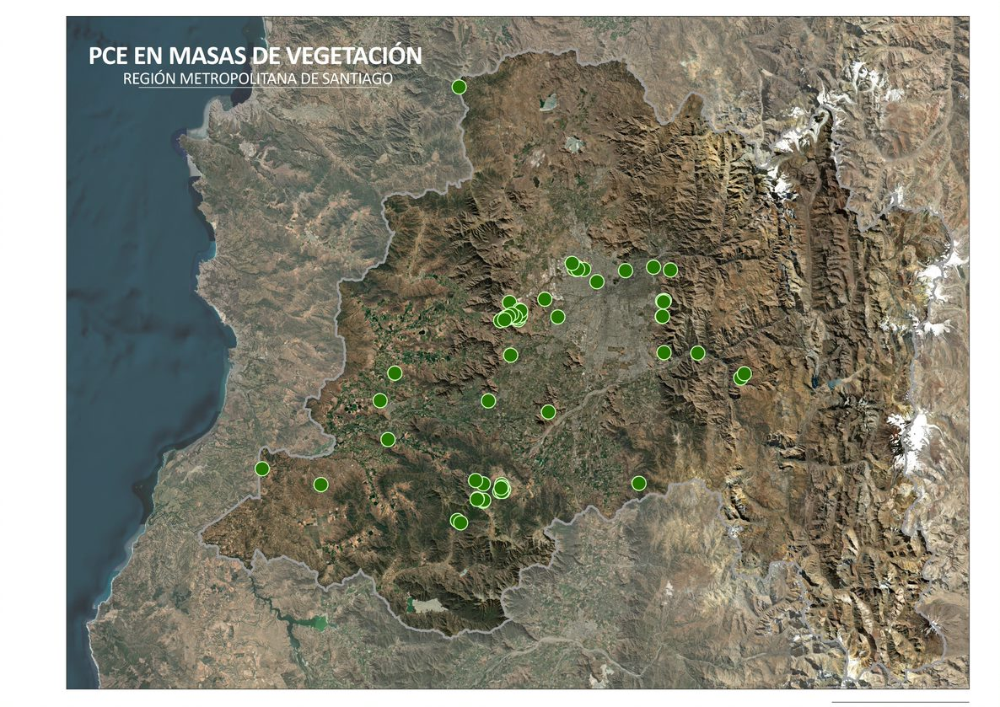 PCE EN MASAS DE VEGETACIÓN
REGIÓN METROPOLITANA DE SANTIAGO